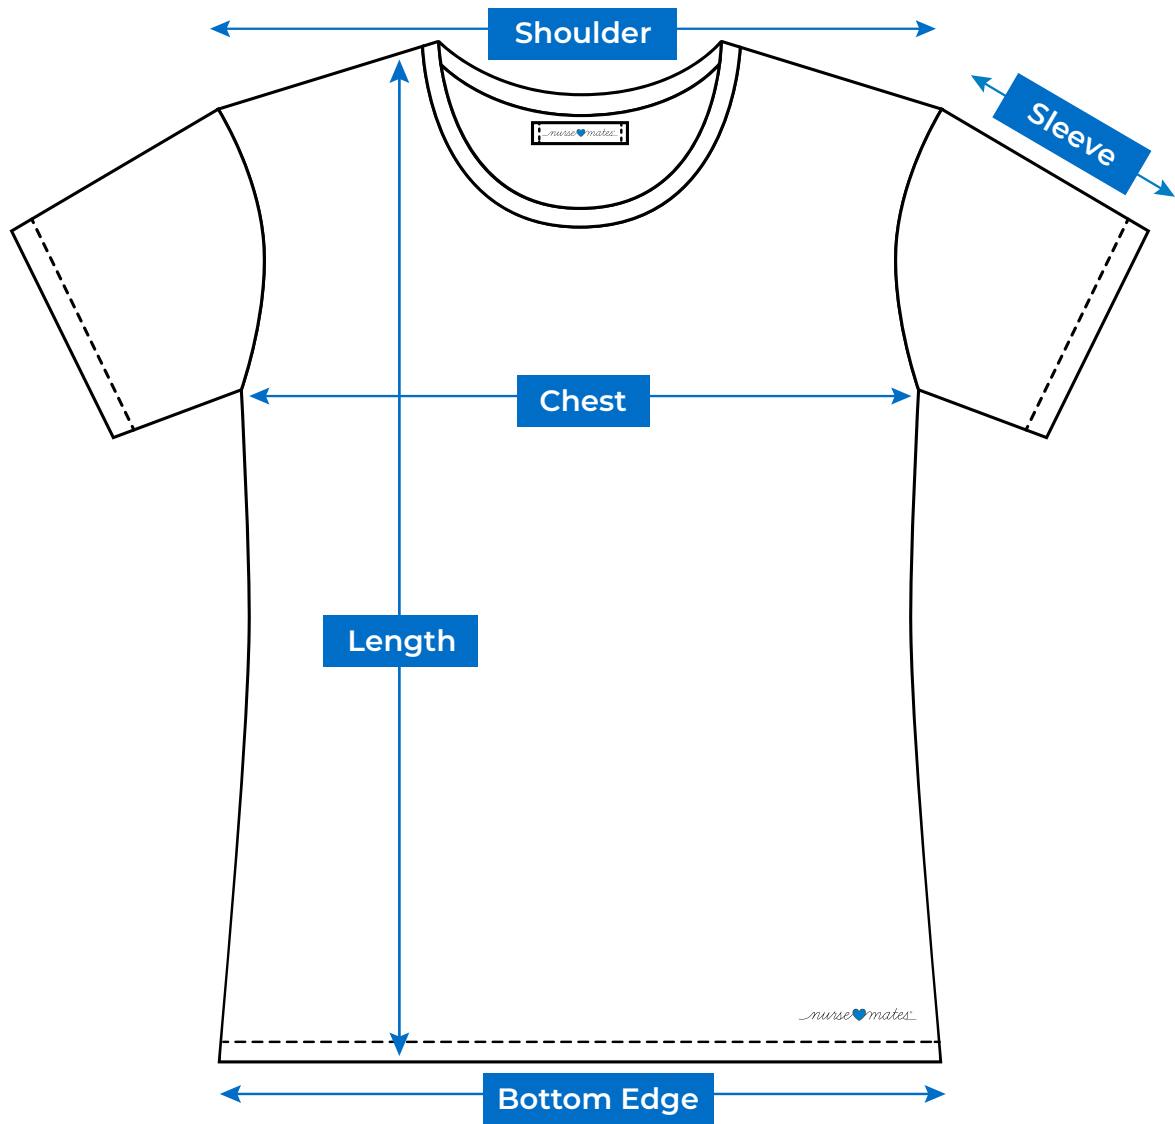 Shoulder
Sleeve
nurse mates
Chest
Length
nurse mates®
Bottom Edge